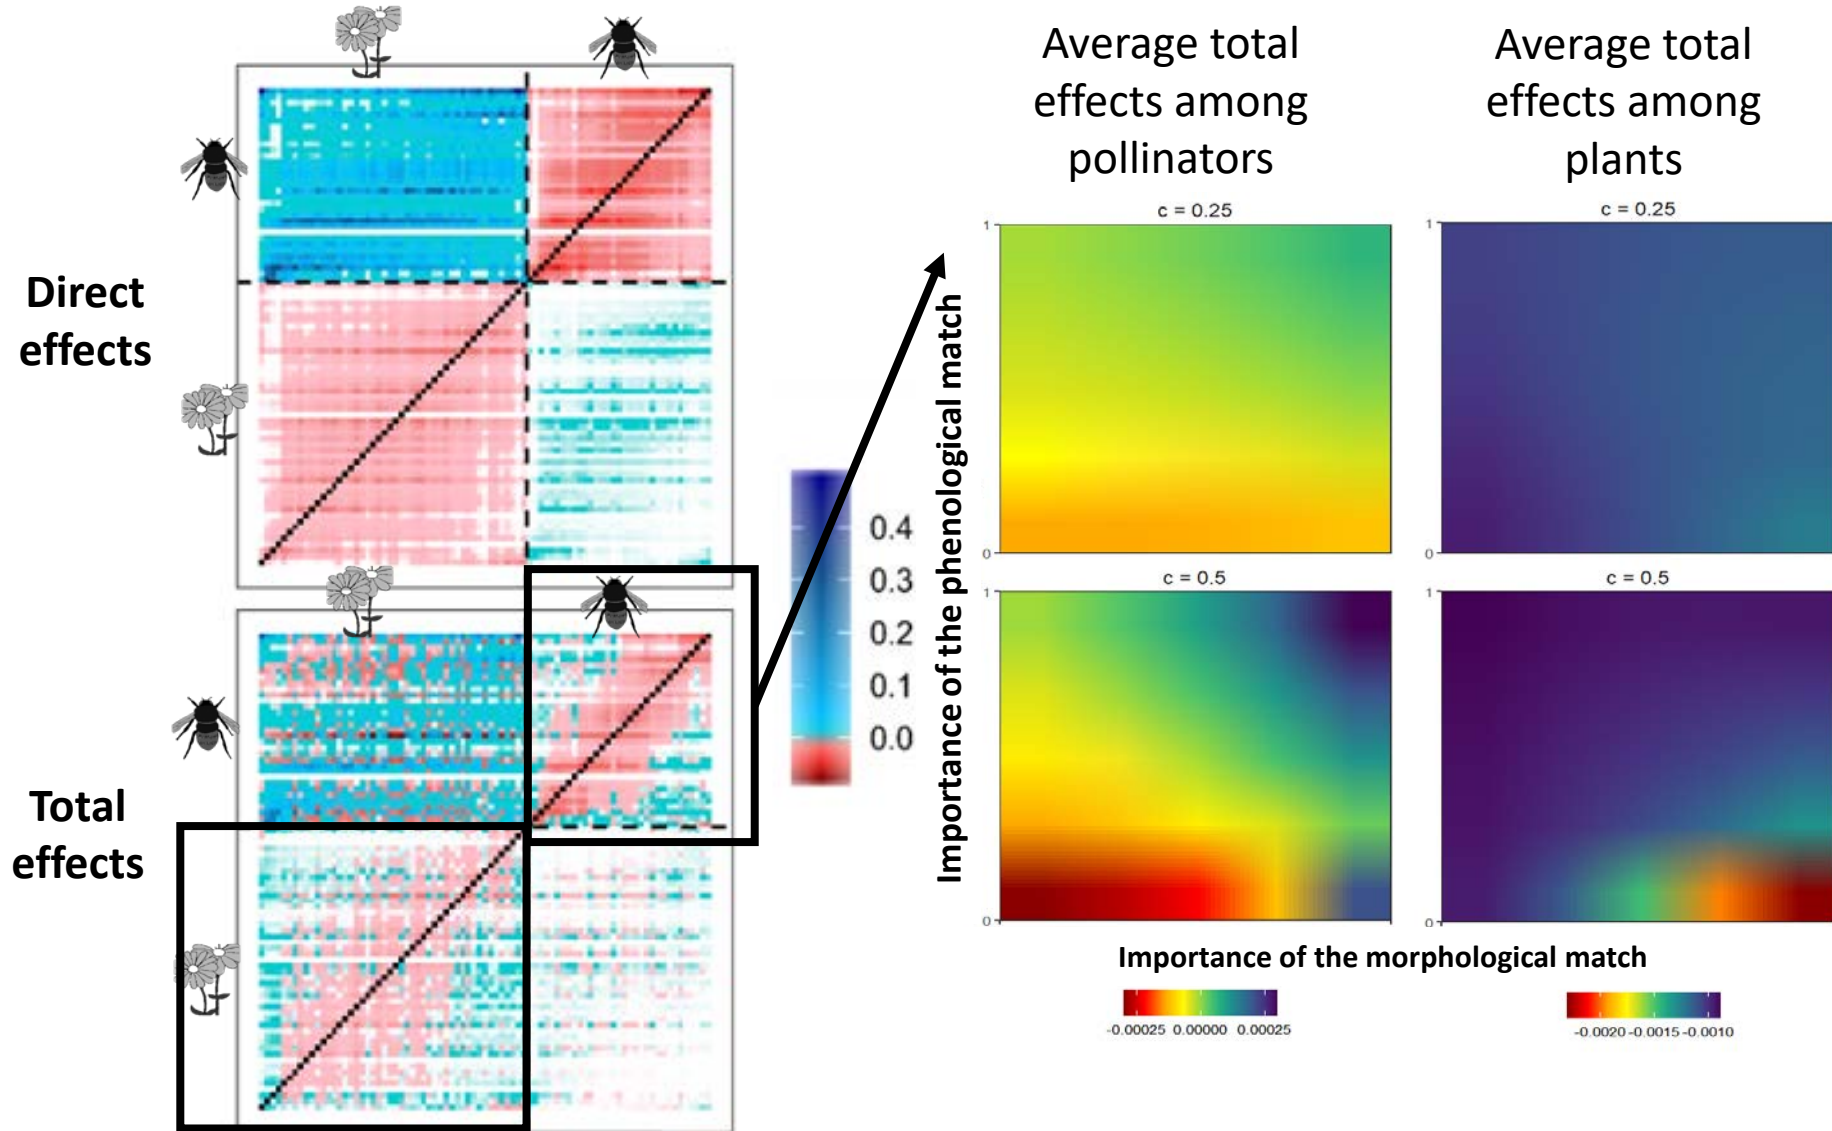 Direct
effects
Total
effects
0.4
0.3
0.2
0.1
0.0
Average total
effects among
pollinators
Average total
effects among
plants
c = 0.25
c = 0.25
1
1
0
0
c = 0.5
c = 0.5
1
1
0
0
Importance of the phenological match
Importance of the morphological match
-0.00025 0.00000 0.00025
-0.0020 -0.0015 -0.0010